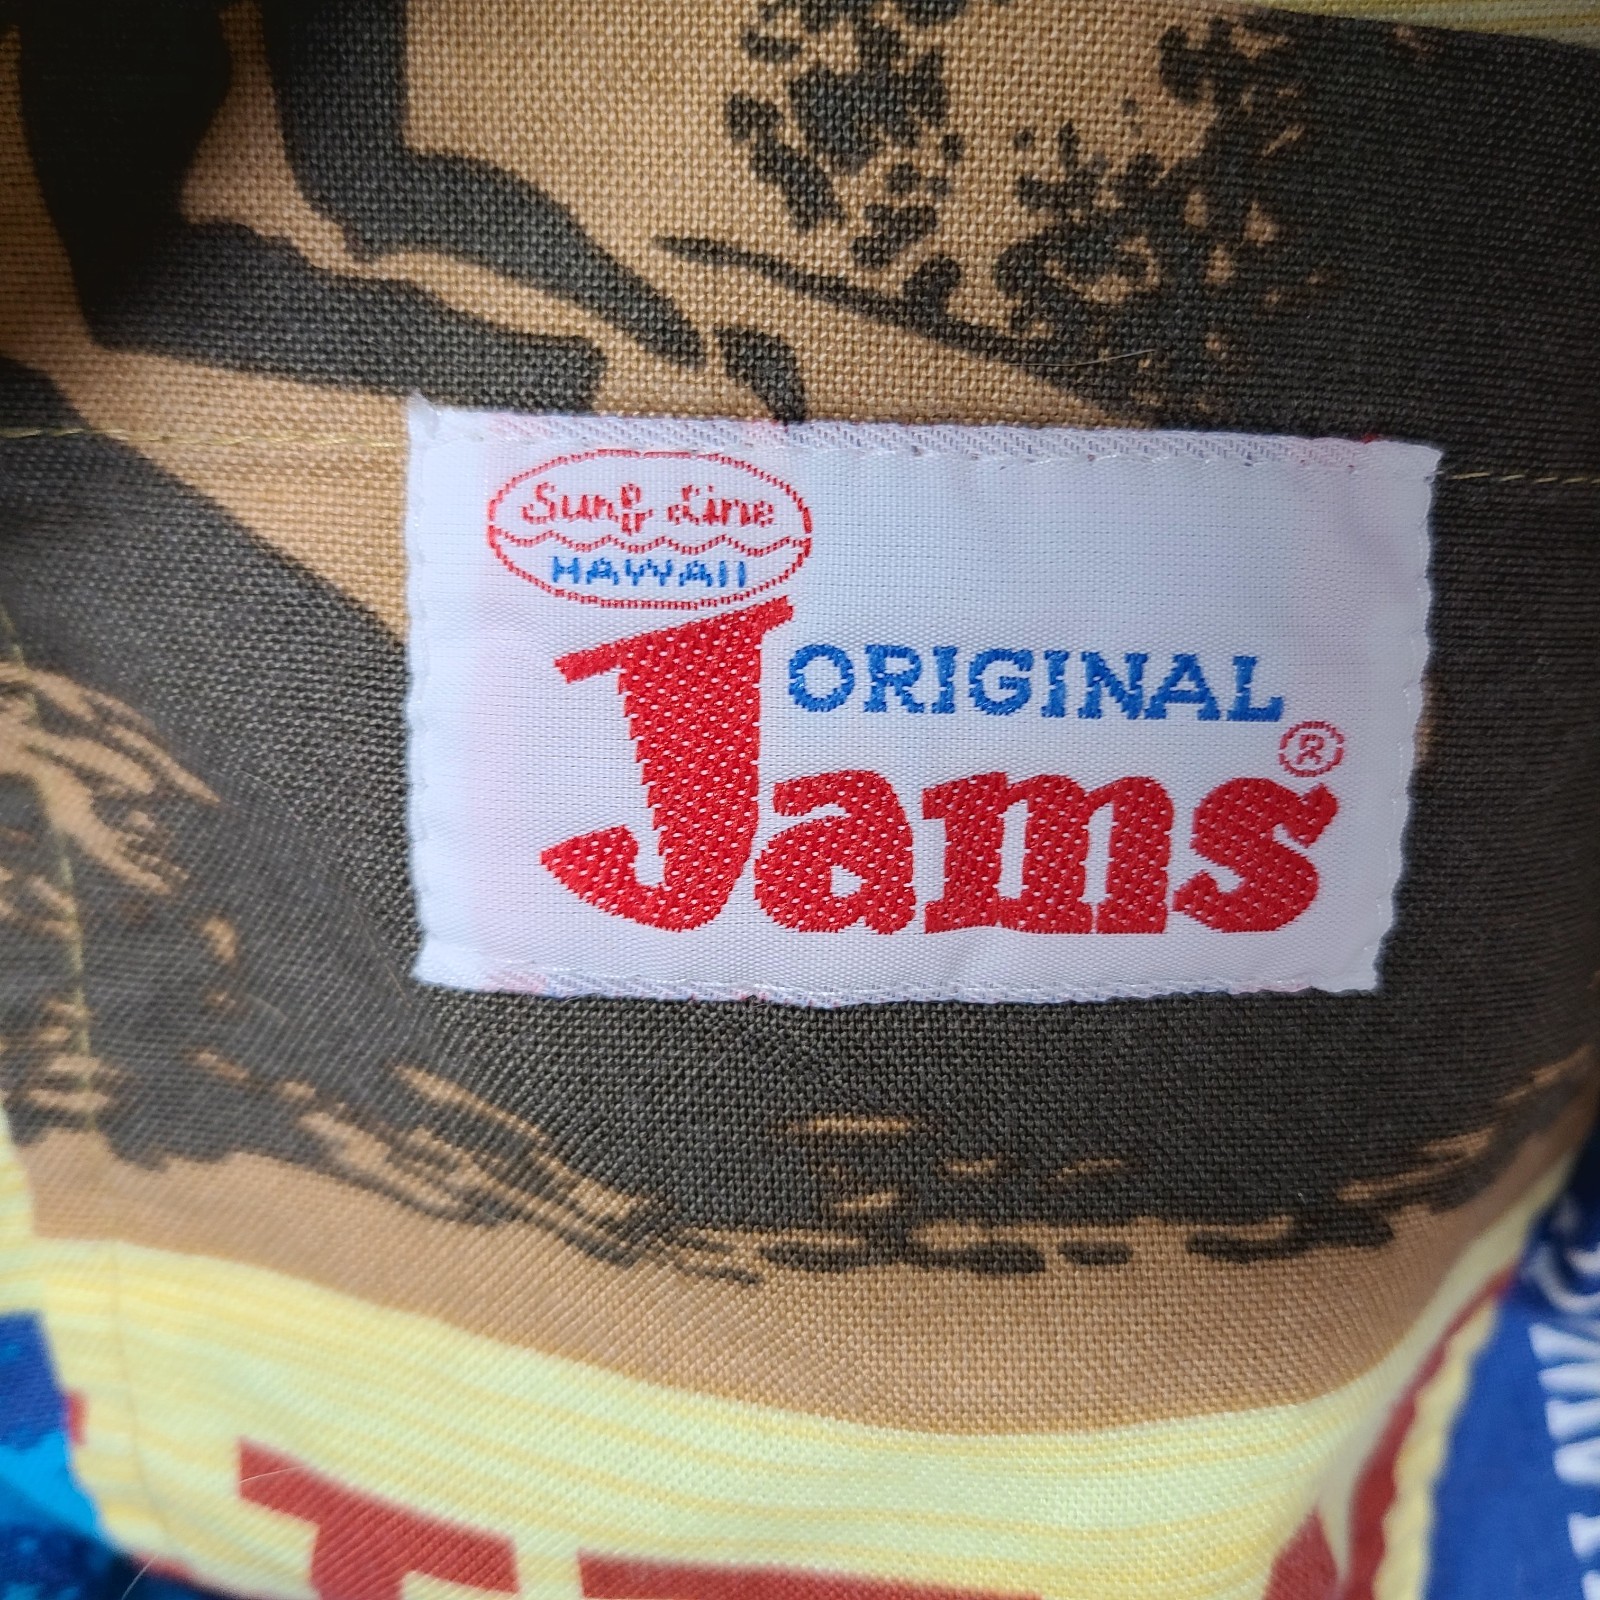 Surf Line
HAWAII
ORIGINAL
Jams®